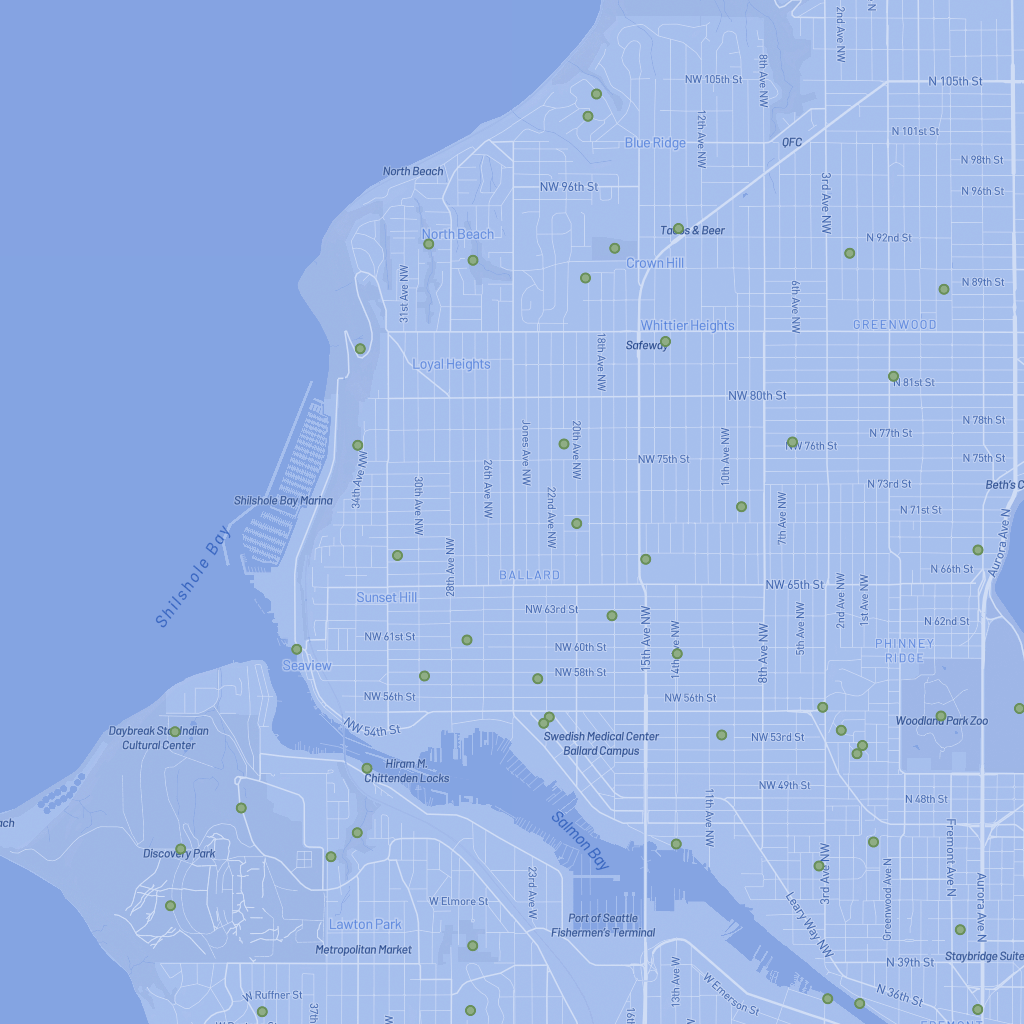 2nd Ave NW
N
8th Ave NW
NW 105th St
N 105th St
12th Ave NW
N 101st St
Blue Ridge
QFC
N 98th St
North Beach
3rd Ave NW
NW 96th St
N 96th St
North Beach
& Beer
N 92nd St
Crown Hill
31st Ave NW
6th Ave NW
N 89th St
Whittier Heights
GREENWOOD
18th Ave NW
Safeway
Loyal Heights
N 81st St
NW 80th St
Jones Ave NW
20th Ave NW
10th Ave NW
N 78th St
N 77th St
NW 76th St
34th Ave NW
26th Ave NW
NW 75th St
N 75th St
30th Ave NW
22nd Ave NW
7th Ave NW
N 73rd St
Beth's C
Shilshole Bay Marina
N 71st St
Aurora Ave N
Shilshole Bay
28th Ave NW
BALLARD
N 66th St
NW 65th St
2nd Ave NW
1st Ave NW
Sunset Hill
NW 63rd St
15th Ave NW
14th Ave NW
8th Ave NW
5th Ave NW
N 62nd St
NW 61st St
NW 60th St
PHINNEY
RIDGE
Seaview
NW 58th St
NW 56th St
NW 56th St
Woodland Park Zoo
NW 54th St
Daybreak Star Indian
Cultural Center
Swedish Medical Center
Ballard Campus
NW 53rd St
Hiram M.
Chittenden Locks
NW 49th St
11th Ave NW
N 48th St
Salmon Bay
ach
Discovery Park
3rd Ave NW
Fremont Ave N
Greenwood Ave N
Aurora Ave N
23rd Ave W
W Elmore St
Leary Way NW
Lawton Park
Port of Seattle
Fishermen's Terminal
Metropolitan Market
Staybridge Suite
N 39th St
13th Ave W
W Emerson St
W Ruffner St
N 36th St
37th
16th
FREMONT